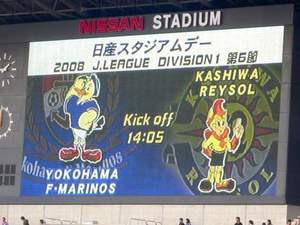 NISSAN STADIUM
日産スタジアムデー
2008 J.LEAGUE DIVISION1 第6節
KASHIWA
REYSOL
Kick off
14:05
YOKOHAMA
F・MARINOS